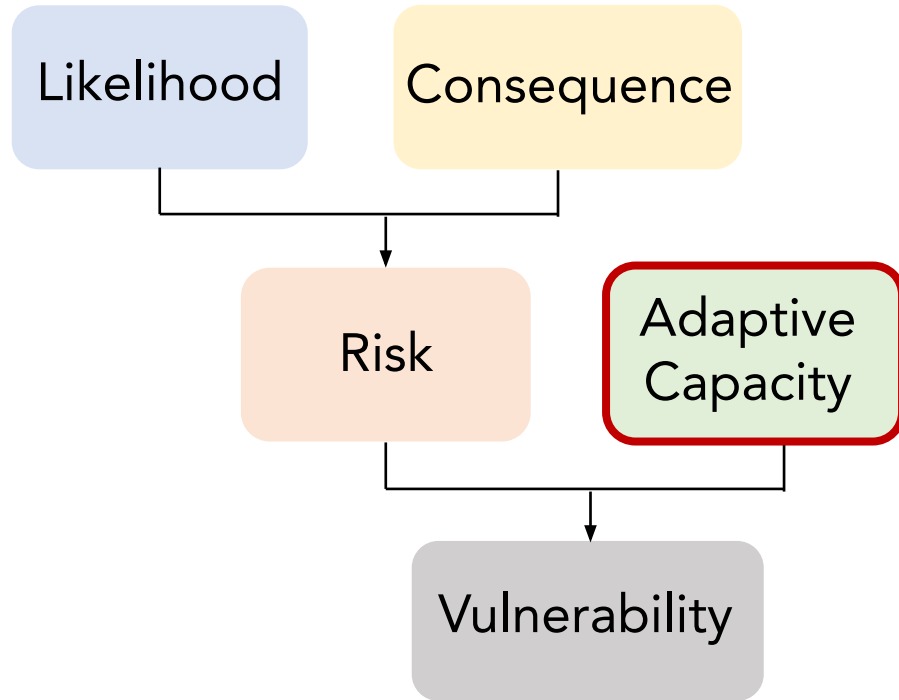 Likelihood
Consequence
Risk
Adaptive
Capacity
Vulnerability